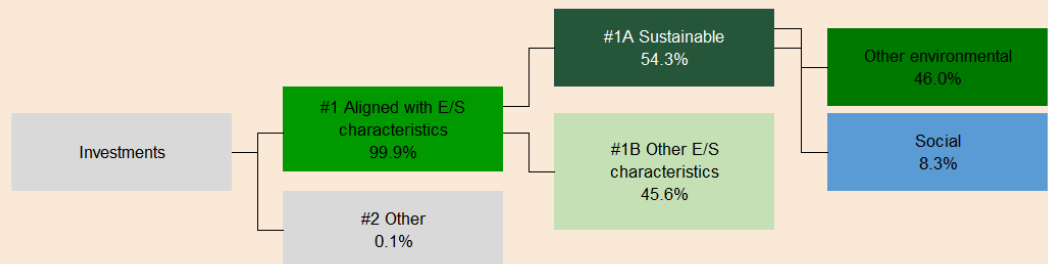 #1A Sustainable
54.3%
Other environmental
46.0%
#1 Aligned with E/S
characteristics
99.9%
Investments
#1B Other E/S
characteristics
45.6%
Social
8.3%
#2 Other
0.1%